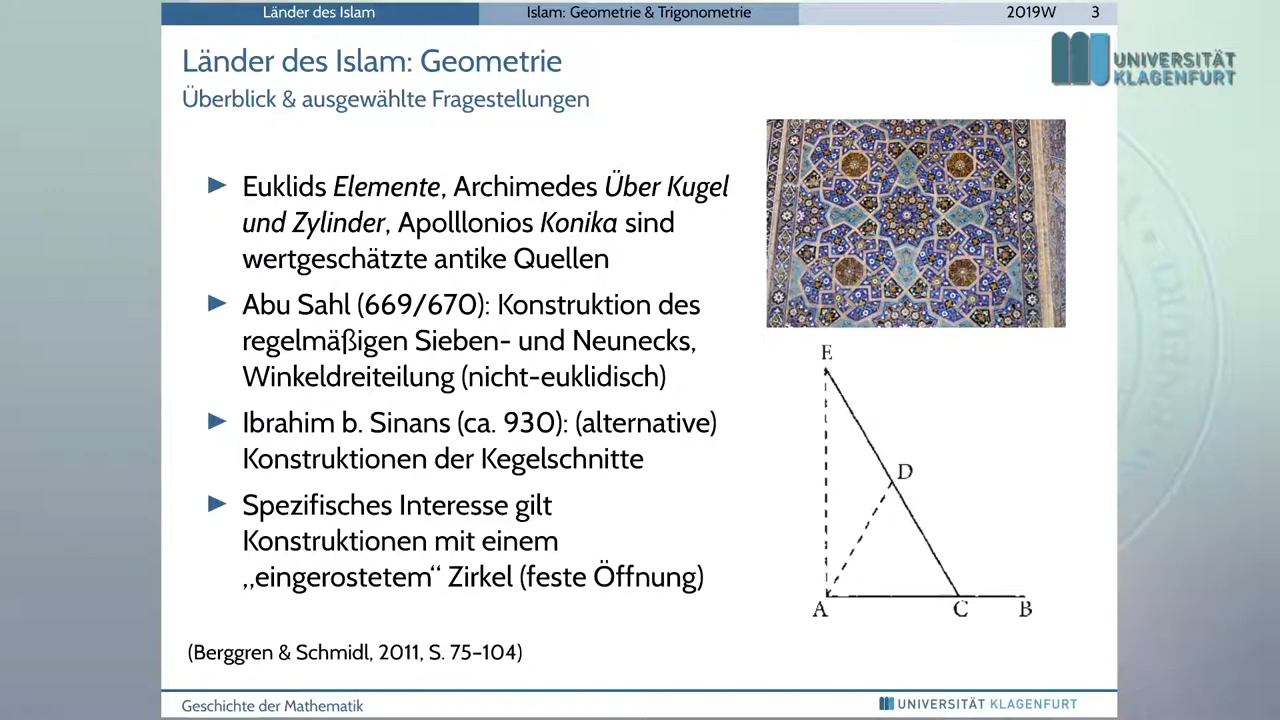 Länder des Islam
Islam: Geometrie & Trigonometrie
2019W 3
Länder des Islam: Geometrie
Überblick & ausgewählte Fragestellungen
UNIVERSITÄT
KLAGENFURT
Euklids Elemente, Archimedes Über Kugel
und Zylinder, Apolllonios Konika sind
wertgeschätzte antike Quellen
Abu Sahl (669/670): Konstruktion des
regelmäßigen Sieben- und Neunecks,
Winkeldreiteilung (nicht-euklidisch)
Ibrahim b. Sinans (ca. 930): (alternative)
Konstruktionen der Kegelschnitte
Spezifisches Interesse gilt
Konstruktionen mit einem
„eingerostetem“ Zirkel (feste Öffnung)
E
D
A C B
(Berggren & Schmidl, 2011, S. 75–104)
Geschichte der Mathematik
UNIVERSITÄT KLAGENFURT